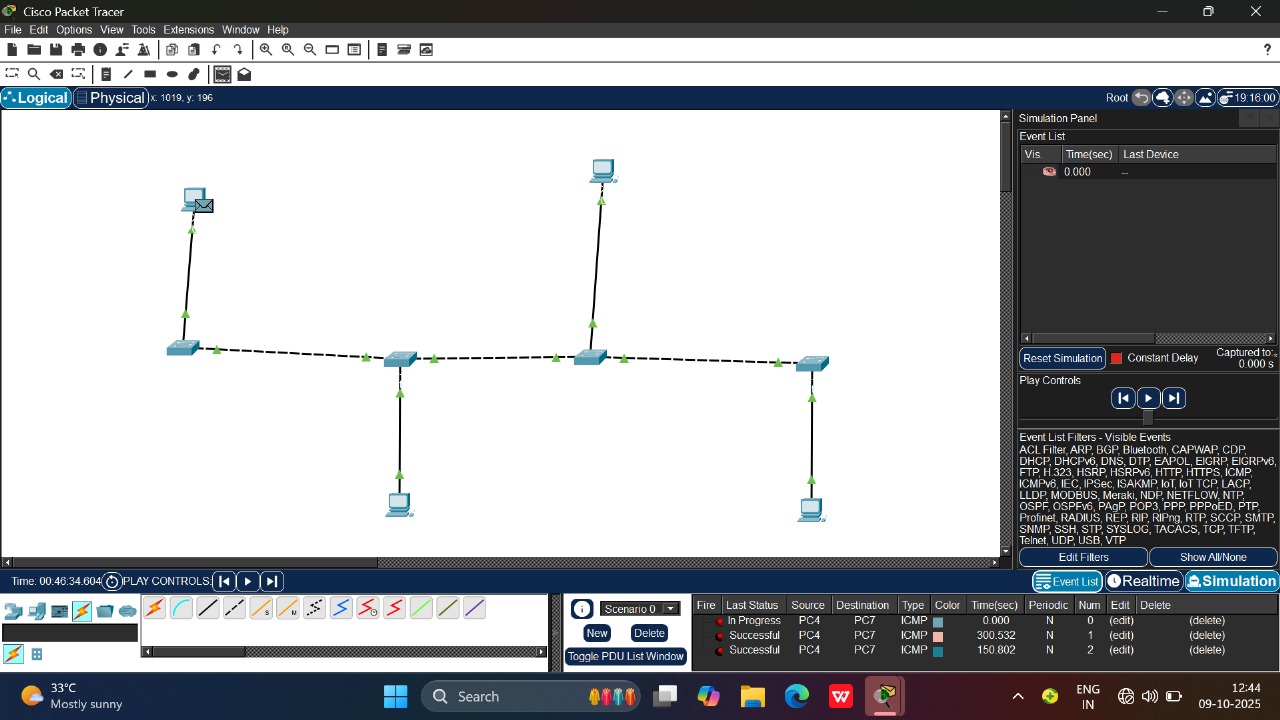 Cisco Packet Tracer
File Edit Options View Tools Extensions Window Help
?
Logical Physical x: 1019, y: 196 Root 19:16:00
Simulation Panel
Event List
Vis. Time(sec) Last Device
0.000 --
Reset Simulation Constant Delay Captured to:
0.000 s
Play Controls
Event List Filters - Visible Events
ACL Filter, ARP, BGP, Bluetooth, CAPWAP, CDP,
DHCP, DHCPv6, DNS, DTP, EAPOL, EIGRP, EIGRPv6,
FTP, H.323, HSRP, HSRPv6, HTTP, HTTPS, ICMP,
ICMPv6, IEC, IPSec, ISAKMP, IoT, IoT TCP, LACP,
LLDP, MODBUS, Meraki, NDP, NETFLOW, NTP,
OSPF, OSPFv6, PAgP, POP3, PPP, PPPoED, PTP,
Profinet, RADIUS, REP, RIP, RIPng, RTP, SCCP, SMTP,
SNMP, SSH, STP, SYSLOG, TACACS, TCP, TFTP,
Telnet, UDP, USB, VTP
Edit Filters Show All/None
Time: 00:46:34.604 PLAY CONTROLS: Event List Realtime Simulation
Scenario 0
New Delete
Toggle PDU List Window
Fire Last Status Source Destination Type Color Time(sec) Periodic Num Edit Delete
In Progress PC4 PC7 ICMP 0.000 N 0 (edit) (delete)
Successful PC4 PC7 ICMP 300.532 N 1 (edit) (delete)
Successful PC4 PC7 ICMP 150.802 N 2 (edit) (delete)
33°C
Mostly sunny
Search
ENG
IN
12:44
09-10-2025